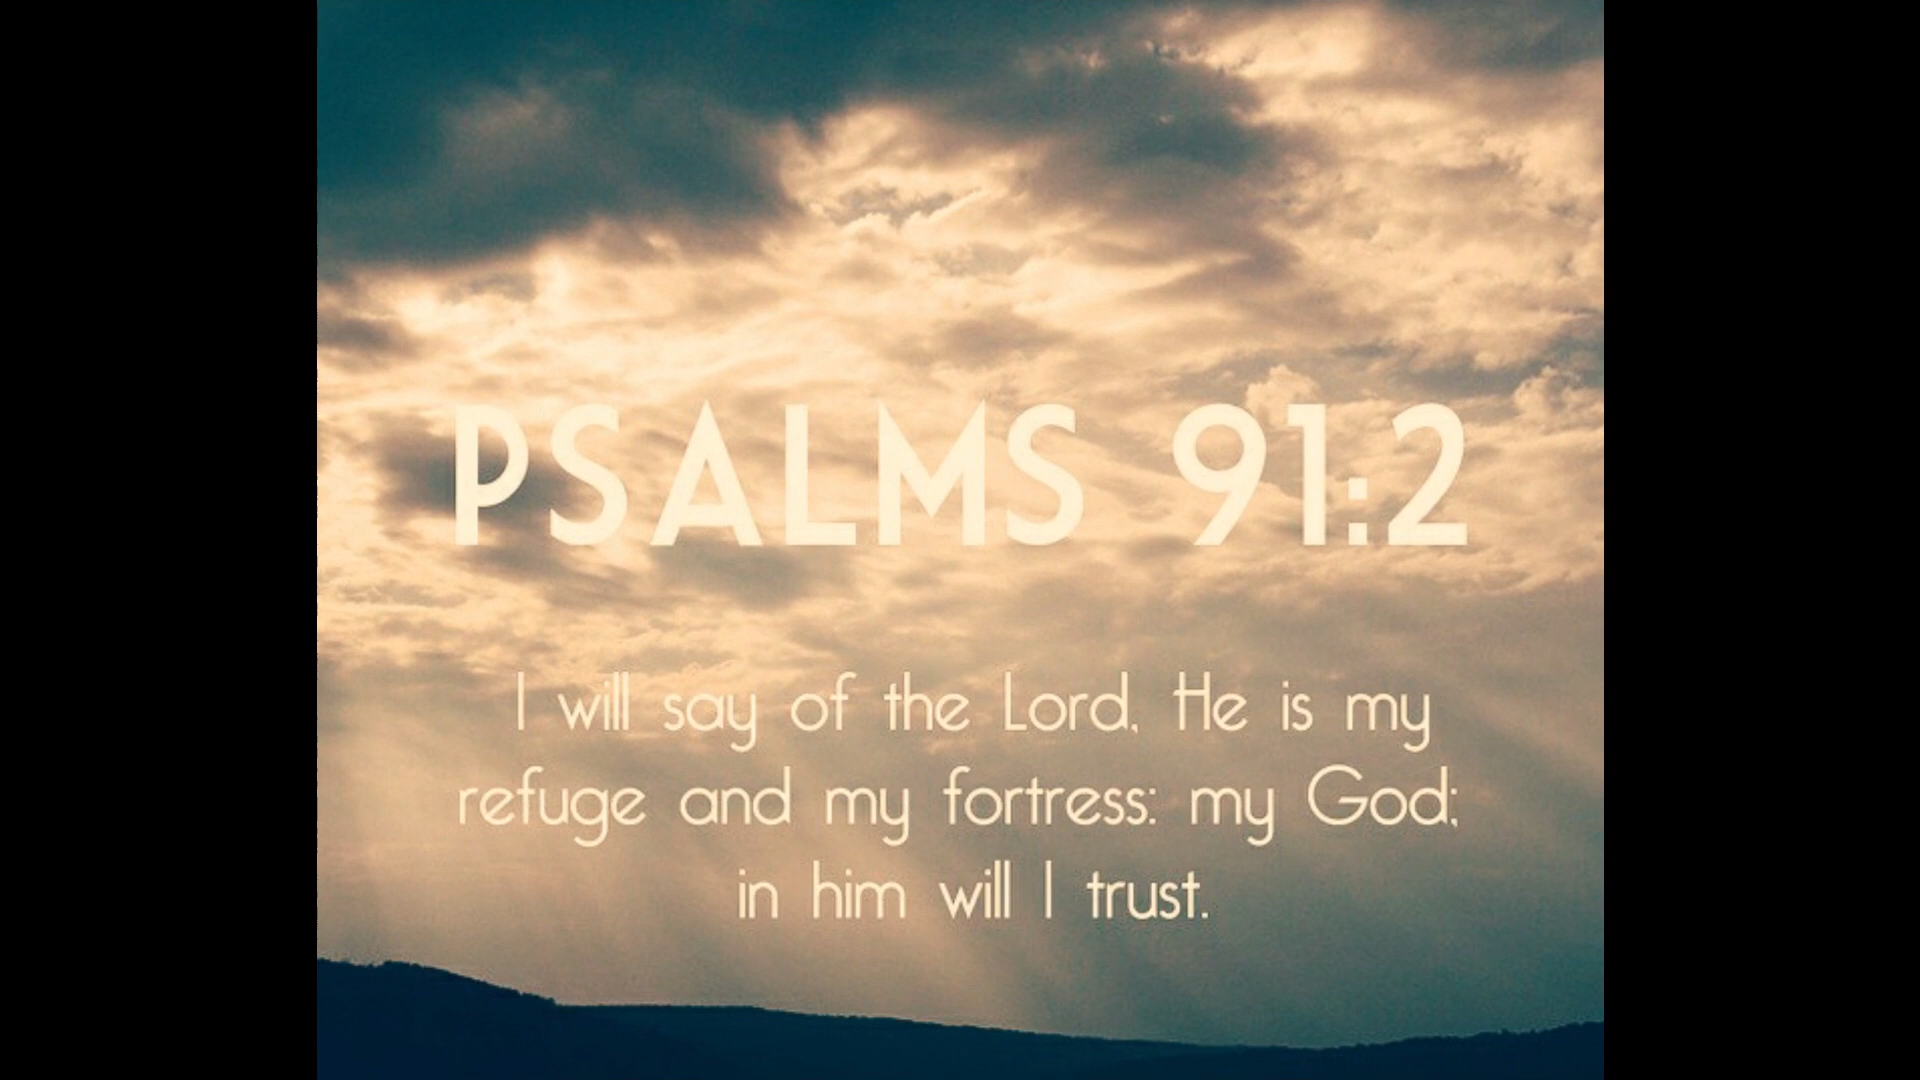 PSALMS 91:2
I will say of the Lord, He is my
refuge and my fortress: my God;
in him will I trust.